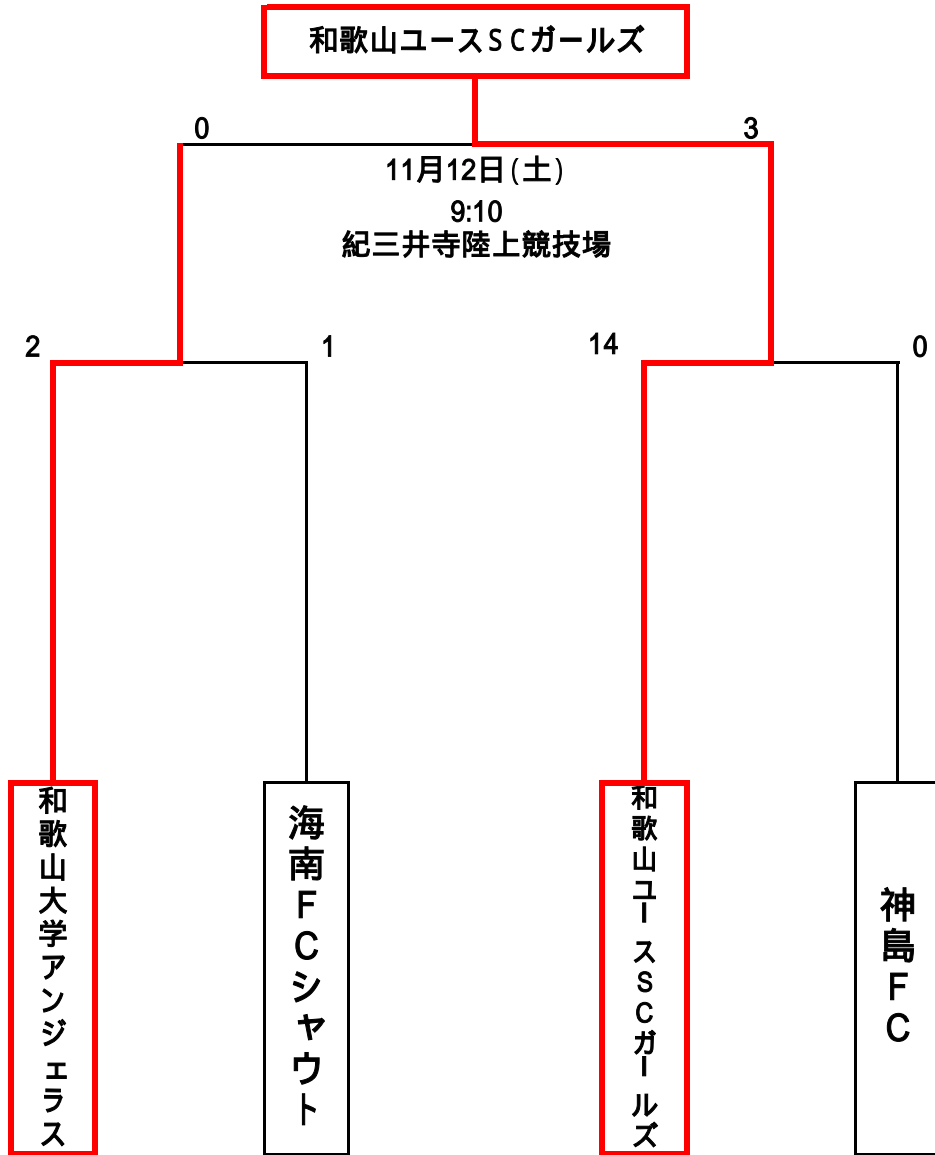 和歌山ユースSCガールズ
0
3
11月12日(土)
9:10
紀三井寺陸上競技場
2
1
14
0
和歌山大学アンジェラス
海南FCシャウト
和歌山ユースSCガールズ
神島FC